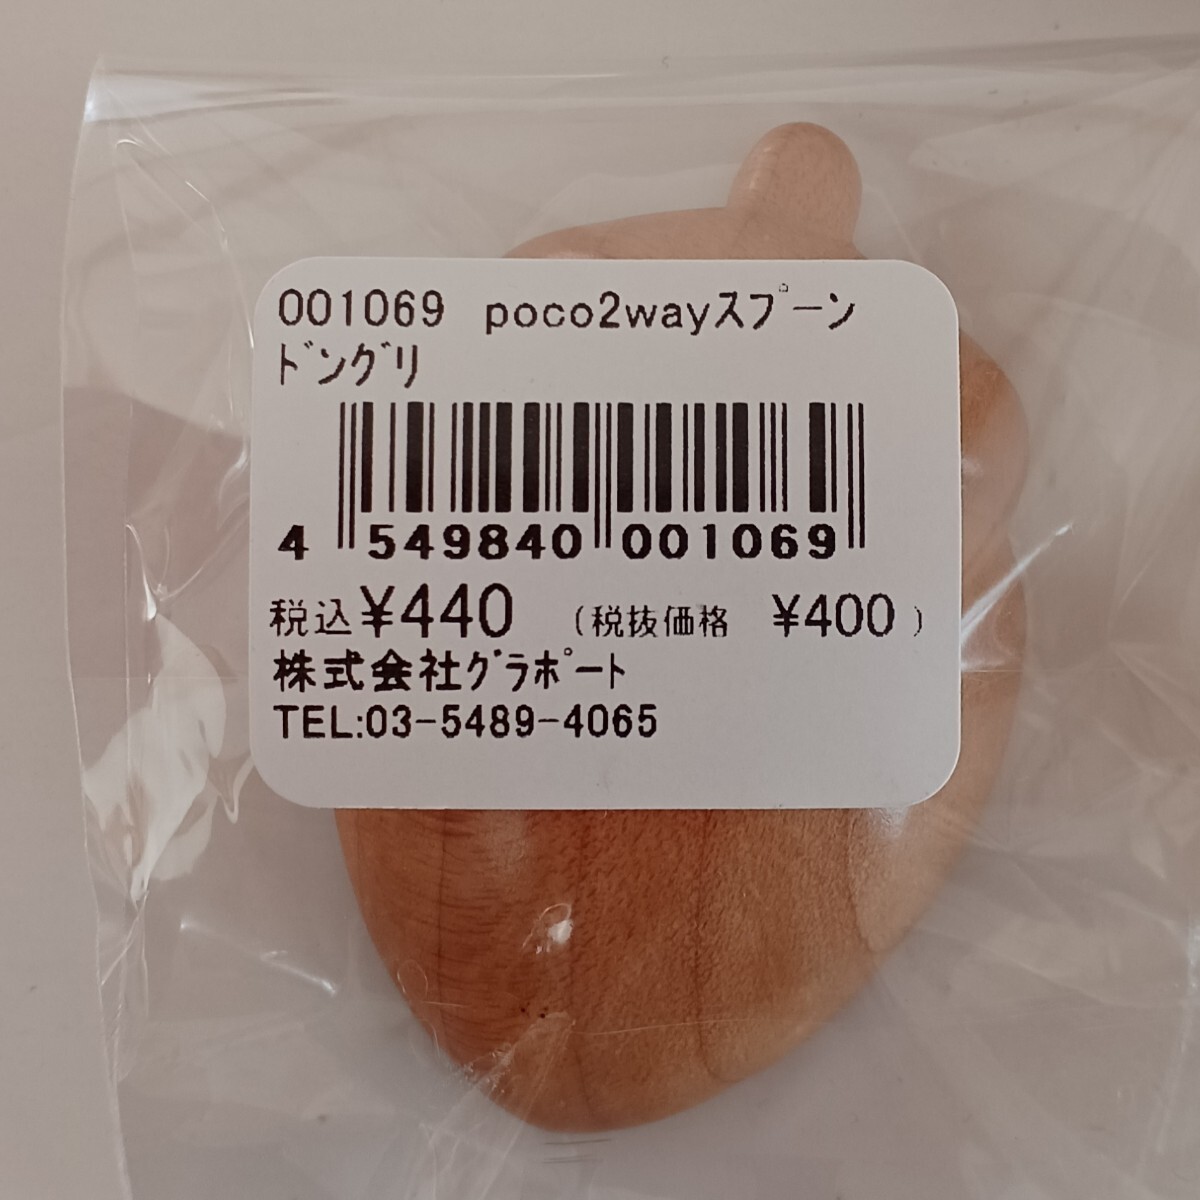 001069 poco2wayｽﾌﾟｰﾝ
ﾄﾞﾝｸﾞﾘ
4 549840 001069
税込¥440 (税抜価格 ¥400)
株式会社ｸﾞﾗﾎﾟｰﾄ
TEL:03-5489-4065